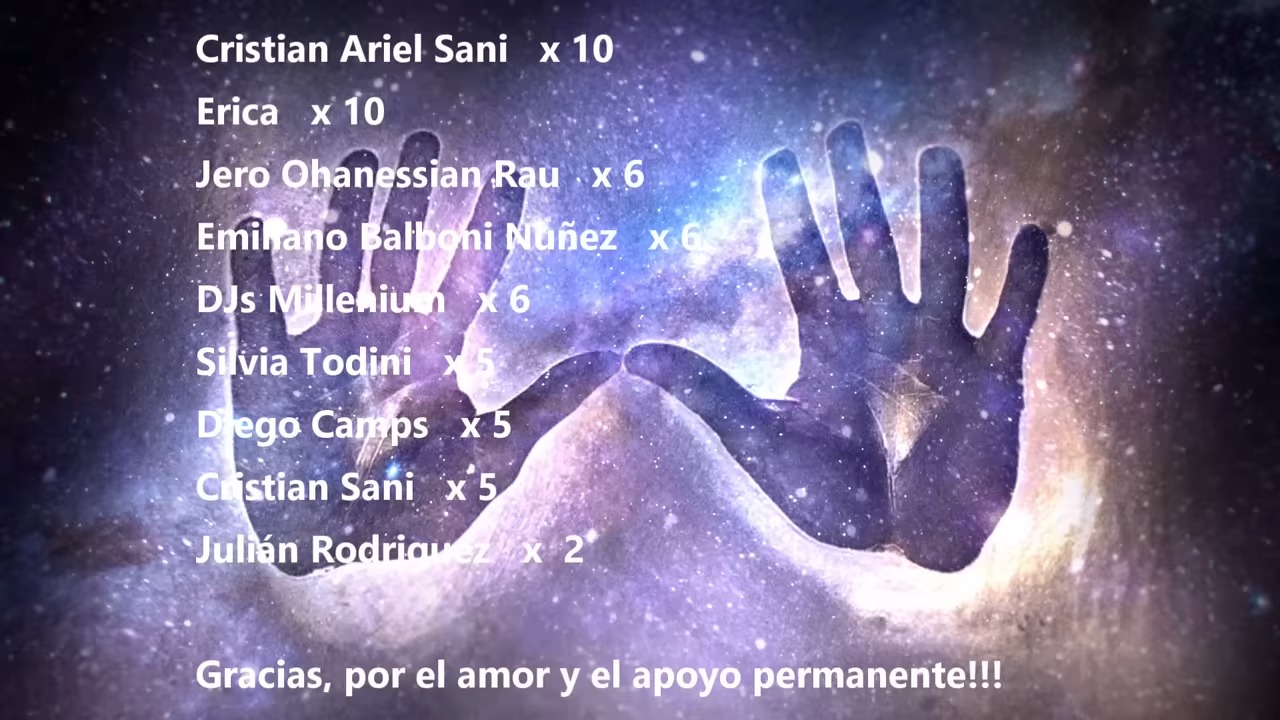 Cristian Ariel Sani x 10
Erica x 10
Jero Ohanessian Rau x 6
Emiliano Balboni Nuñez x 6
DJs Millenium x 6
Silvia Todini x 5
Diego Camps x 5
Cristian Sani x 5
Julián Rodriguez x 2
Gracias, por el amor y el apoyo permanente!!!